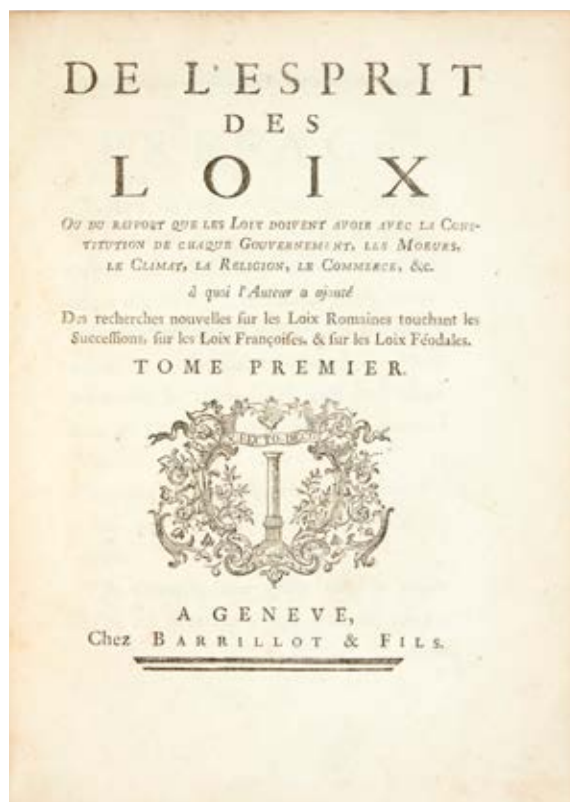 DE L'ESPRIT
DES
LOIX
OU DU RAPPORT QUE LES LOIX DOIVENT AVOIR AVEC LA CONS-
TITUTION DE CHAQUE GOUVERNEMENT, LES MOEURS,
LE CLIMAT, LA RELIGION, LE COMMERCE, &c.
à quoi l'Auteur a ajouté
Des recherches nouvelles sur les Loix Romaines touchant les
Successions, sur les Loix Françoises, & sur les Loix Féodales.
TOME PREMIER.
A GENEVE,
Chez BARRILLOT & FILS.